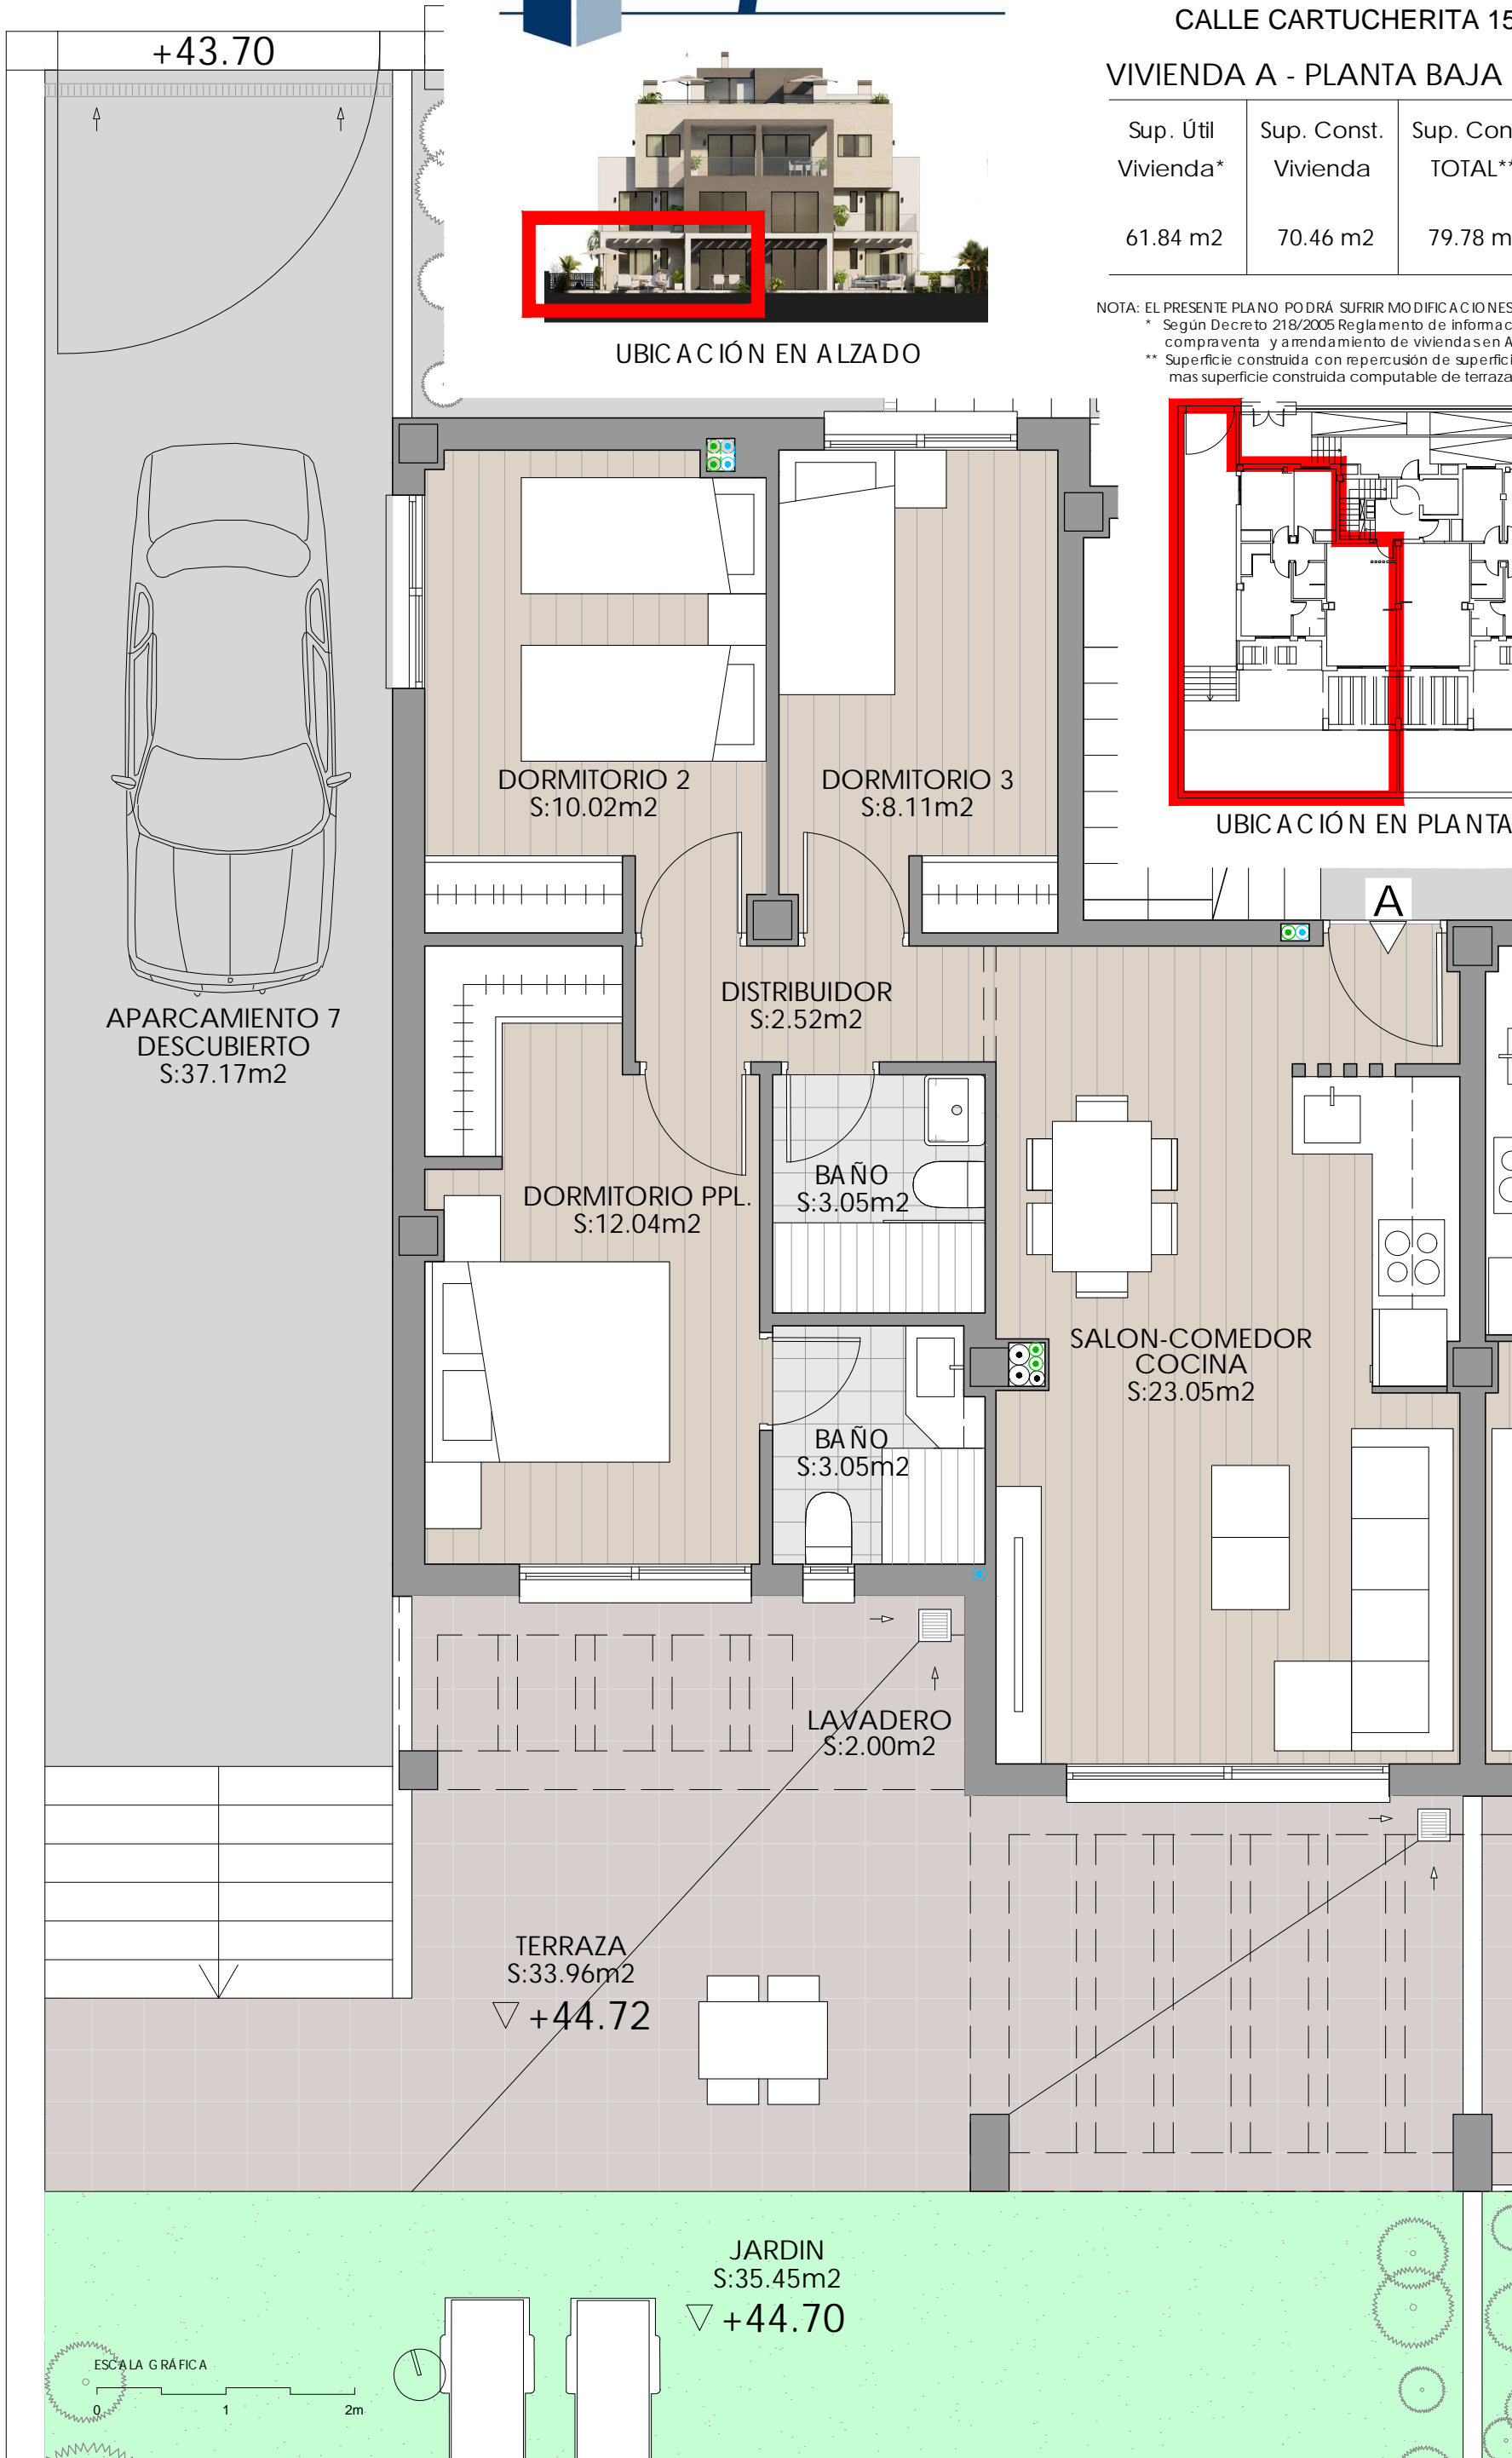 +43.70
CALLE CARTUCHERITA 15
VIVIENDA A - PLANTA BAJA
Sup. Útil Vivienda*
Sup. Const. Vivienda
Sup. Con TOTAL**
61.84 m2
70.46 m2
79.78 m
NOTA: EL PRESENTE PLANO PODRÁ SUFRIR MODIFICACIONES
* Según Decreto 218/2005 Reglamento de informac
compraventa y arrendamiento de viviendas en A
** Superficie construida con repercusión de superfici
mas superficie construida computable de terraza
UBICACIÓN EN ALZADO
UBICACIÓN EN PLANTA
DORMITORIO 2
S:10.02m2
DORMITORIO 3
S:8.11m2
A
DISTRIBUIDOR
S:2.52m2
APARCAMIENTO 7
DESCUBIERTO
S:37.17m2
BAÑO
S:3.05m2
DORMITORIO PPL.
S:12.04m2
SALON-COMEDOR
COCINA
S:23.05m2
BAÑO
S:3.05m2
LAVADERO
S:2.00m2
TERRAZA
S:33.96m2
+44.72
JARDIN
S:35.45m2
+44.70
ESCALA GRÁFICA
0 1 2m